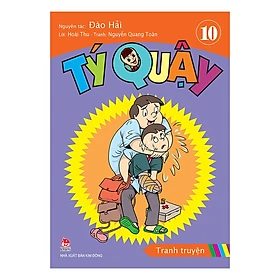 Nguyên tác: Đào Hải
Lời: Hoài Thu - Tranh: Nguyễn Quang Toàn
10
TÝ QUẬY
Tranh truyện
NHÀ XUẤT BẢN KIM ĐỒNG